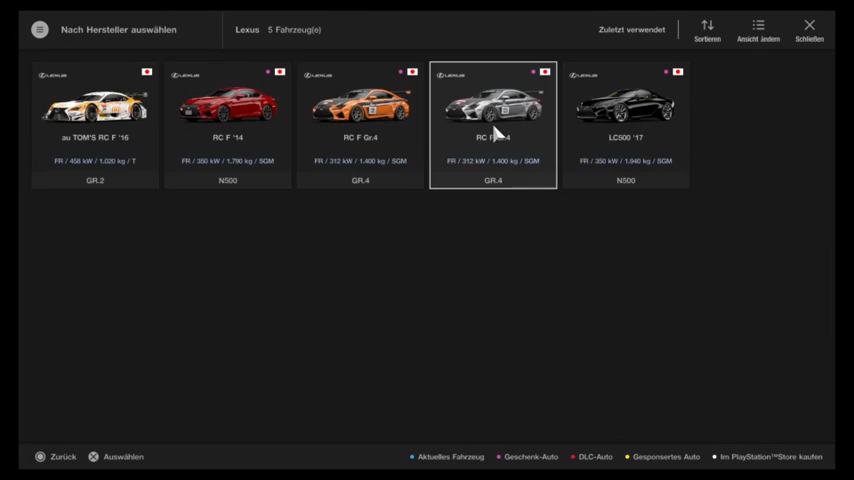 Nach Hersteller auswählen
Lexus 5 Fahrzeug(e)
Zuletzt verwendet
Sortieren
Ansicht ändern
Schließen
LEXUS
au TOM'S RC F '16
FR / 458 kW / 1.020 kg / T
GR.2
LEXUS
RC F '14
FR / 350 kW / 1.790 kg / SGM
N500
LEXUS
RC F Gr.4
FR / 312 kW / 1.400 kg / SGM
GR.4
LEXUS
RC F
FR / 312 kW / 1.400 kg / SGM
GR.4
LEXUS
LC500 '17
FR / 350 kW / 1.940 kg / SGM
N500
Zurück
Auswählen
Aktuelles Fahrzeug
Geschenk-Auto
DLC-Auto
Gesponsertes Auto
Im PlayStation™Store kaufen